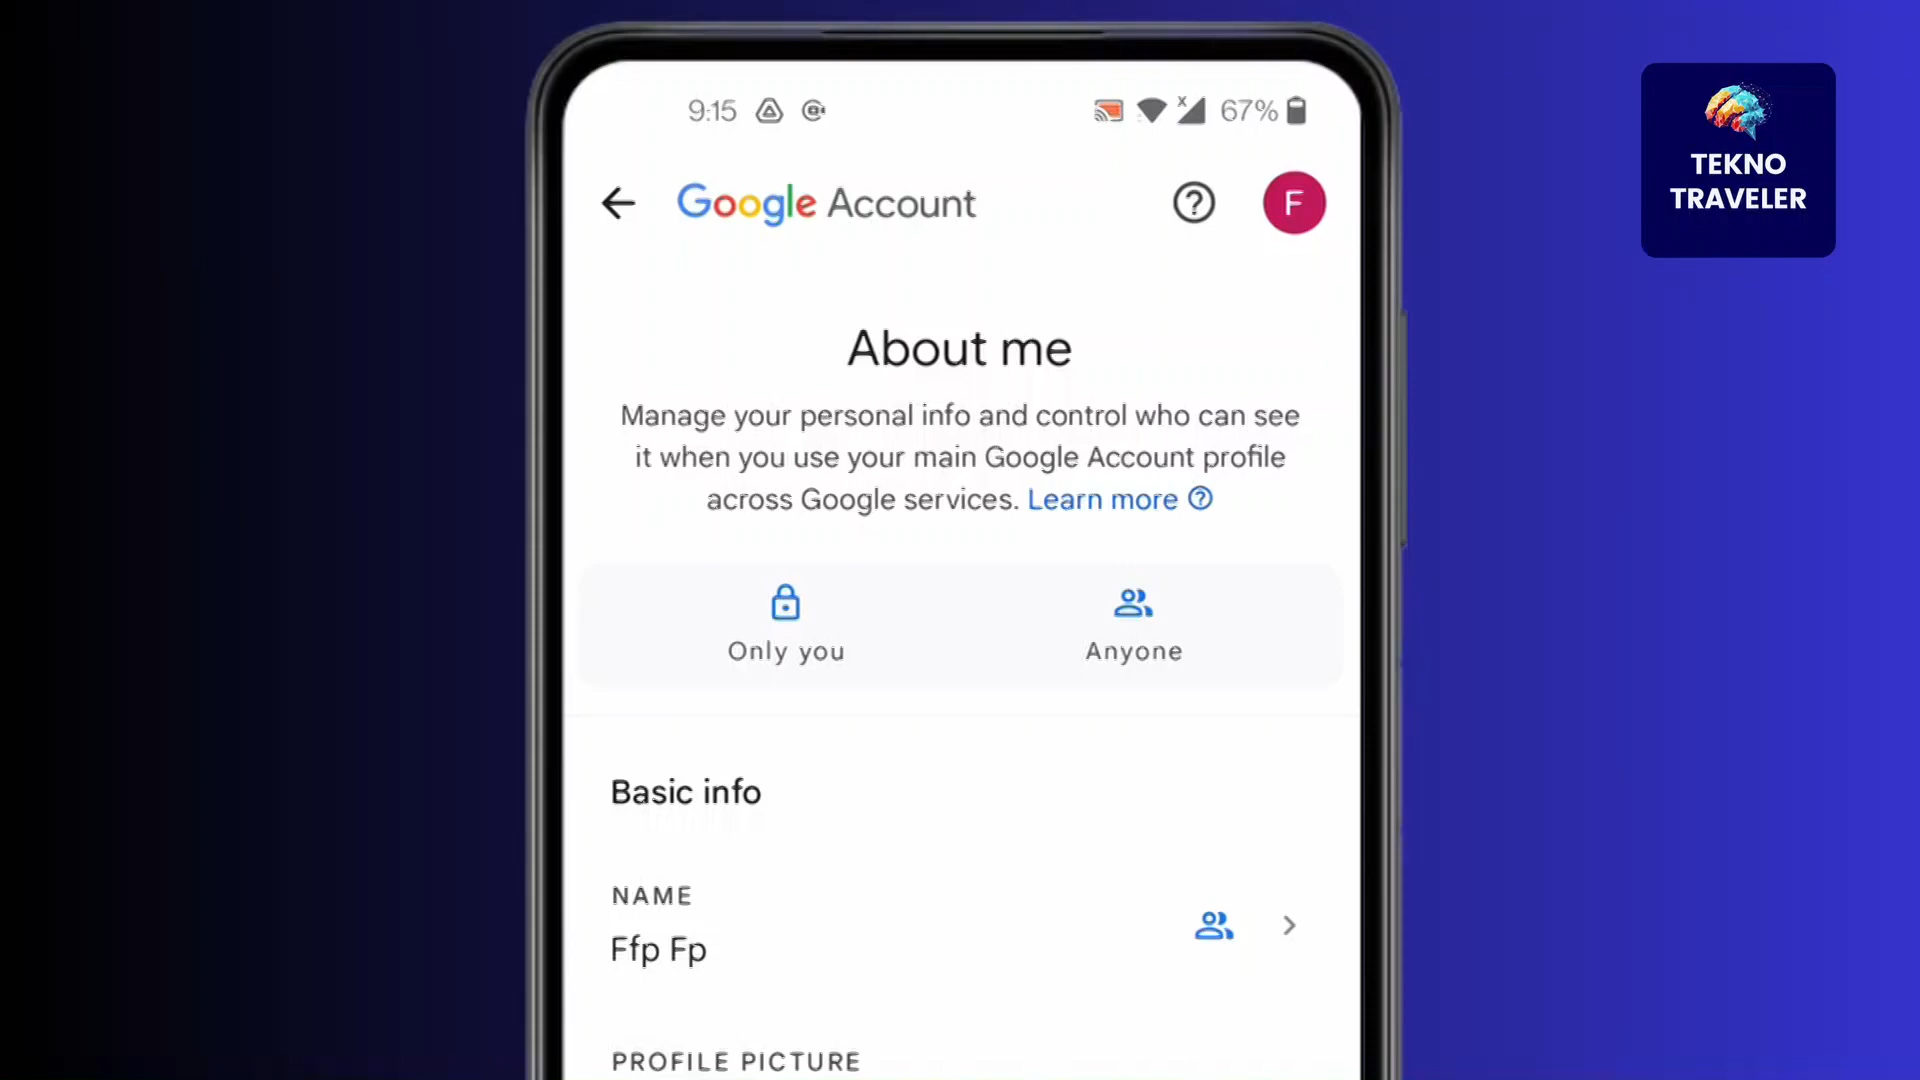 9:15
67%
TEKNO
TRAVELER
Google Account
F
About me
Manage your personal info and control who can see
it when you use your main Google Account profile
across Google services. Learn more
Only you
Anyone
Basic info
NAME
Ffp Fp
PROFILE PICTURE